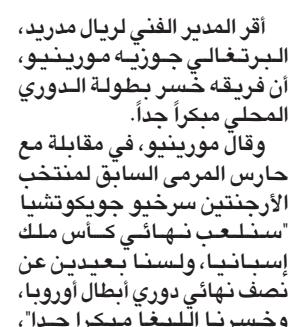 أقر المدير الفني لريال مدريد،
البرتغالي جوزيه مورينيو،
أن فريقه خسر بطولة الدوري
المحلي مبكراً جداً.
وقال مورينيو، في مقابلة مع
حارس المرمى السابق لمنتخب
الأرجنتين سرخيو جويكوتشيا
"سنلعب نهائي كأس ملك
إسبانيا، ولسنا بعيدين عن
نصف نهائي دوري أبطال أوروبا،
وخسرنا الليغا مبكرا جدا"،